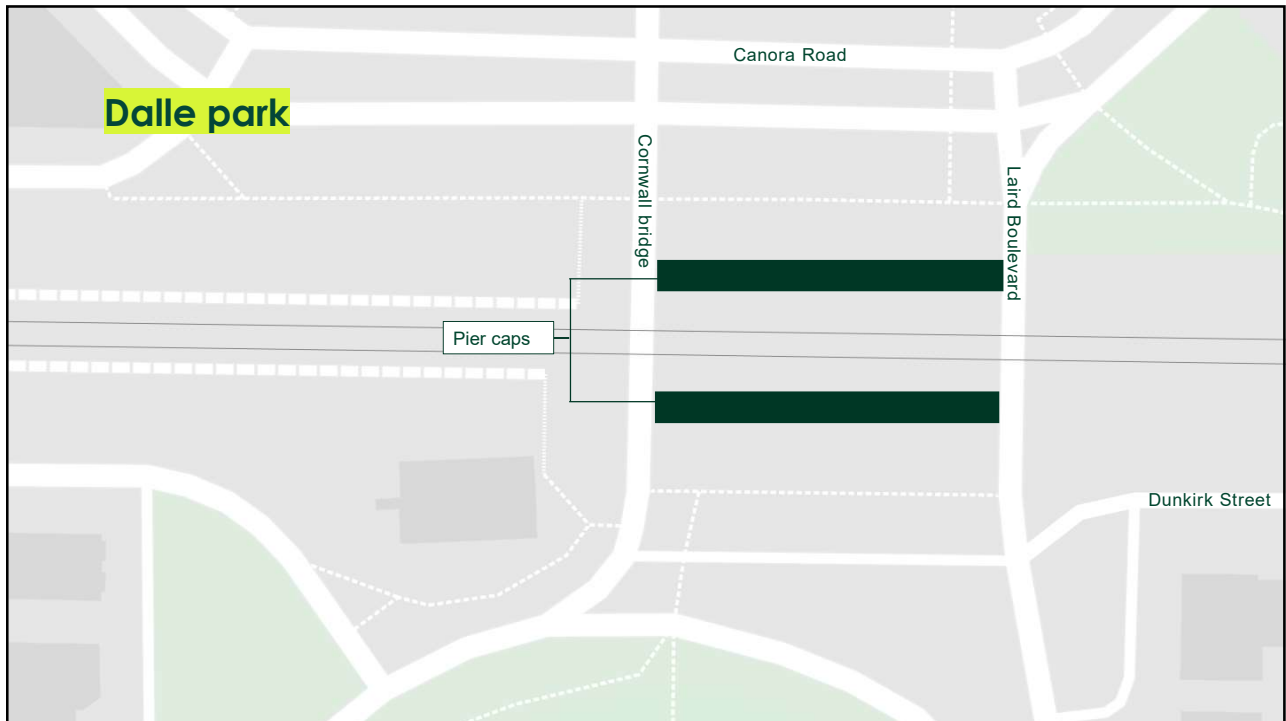 Canora Road
Dalle park
Cornwall bridge
Laird Boulevard
Pier caps
Dunkirk Street